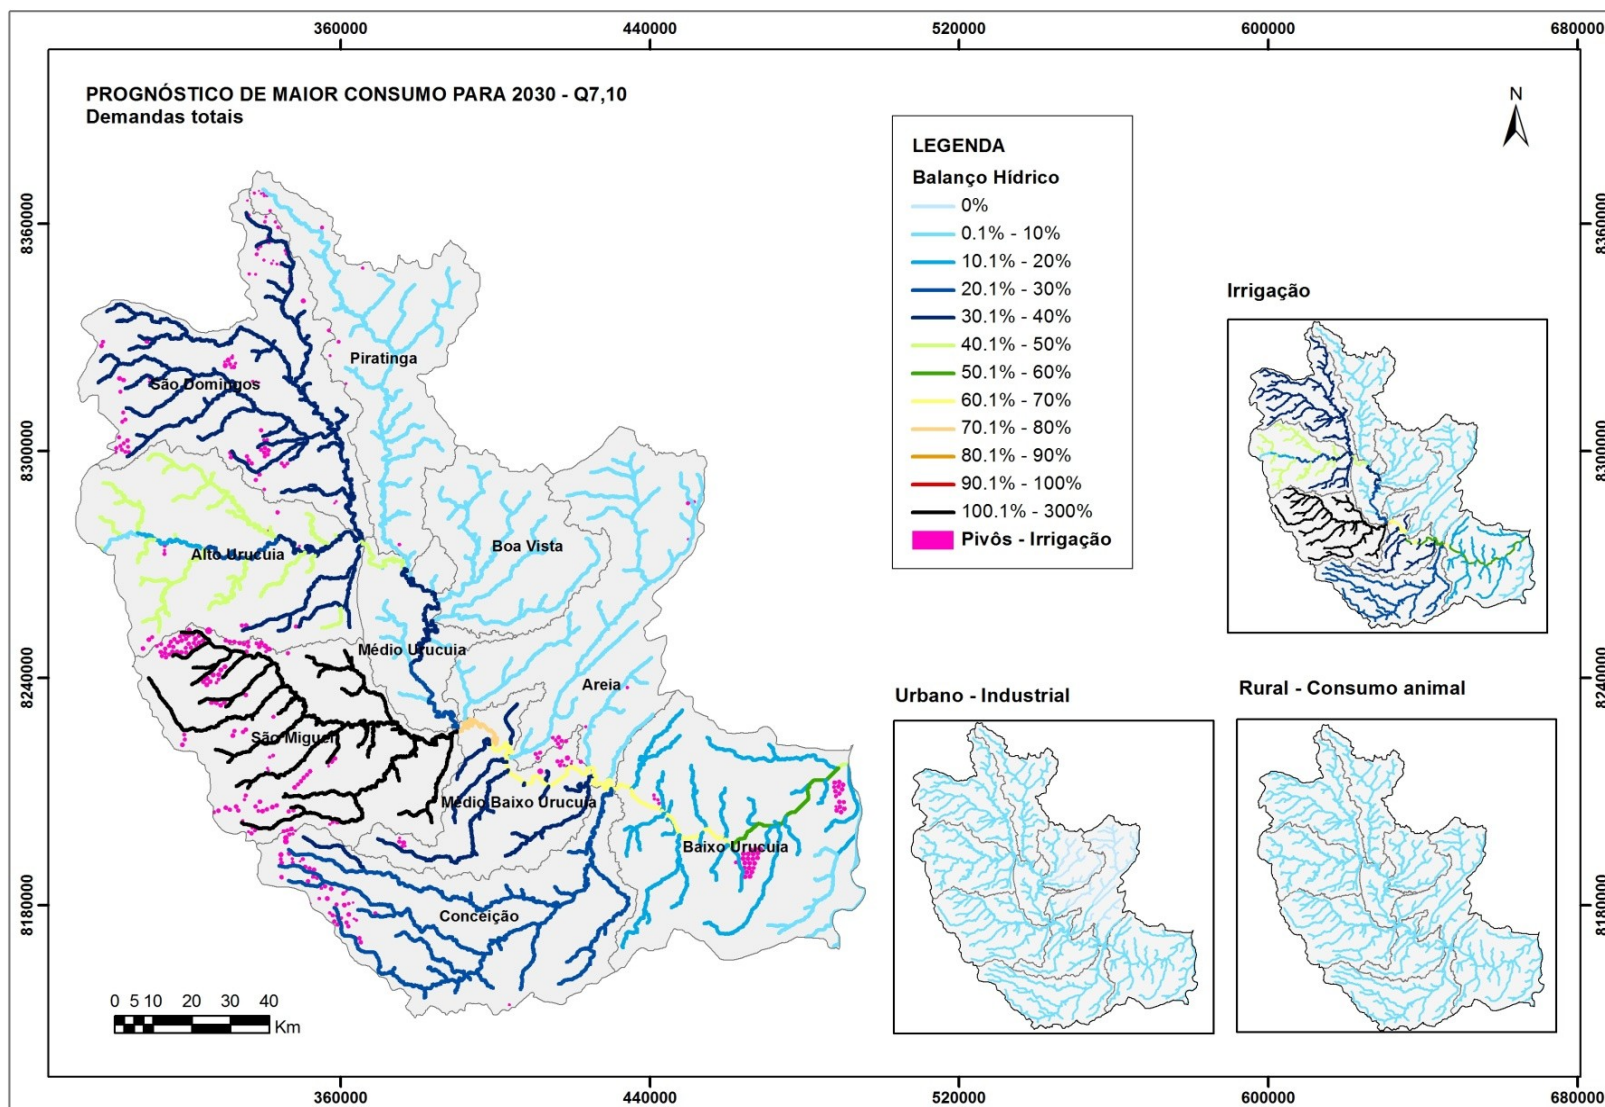 360000
440000
520000
600000
680000
PROGNÓSTICO DE MAIOR CONSUMO PARA 2030 - Q7,10
Demandas totais
N
LEGENDA
Balanço Hídrico
0%
0.1% - 10%
10.1% - 20%
20.1% - 30%
30.1% - 40%
40.1% - 50%
50.1% - 60%
60.1% - 70%
70.1% - 80%
80.1% - 90%
90.1% - 100%
100.1% - 300%
Pivôs - Irrigação
8360000
8360000
Irrigação
Piratinga
São Domingos
8300000
8300000
Boa Vista
Alto Urucuia
Médio Urucuia
8240000
8240000
Areia
Urbano - Industrial
Rural - Consumo animal
São Miguel
Médio Baixo Urucuia
Baixo Urucuia
8180000
8180000
Conceição
0 5 10 20 30 40
Km
360000
440000
520000
600000
680000